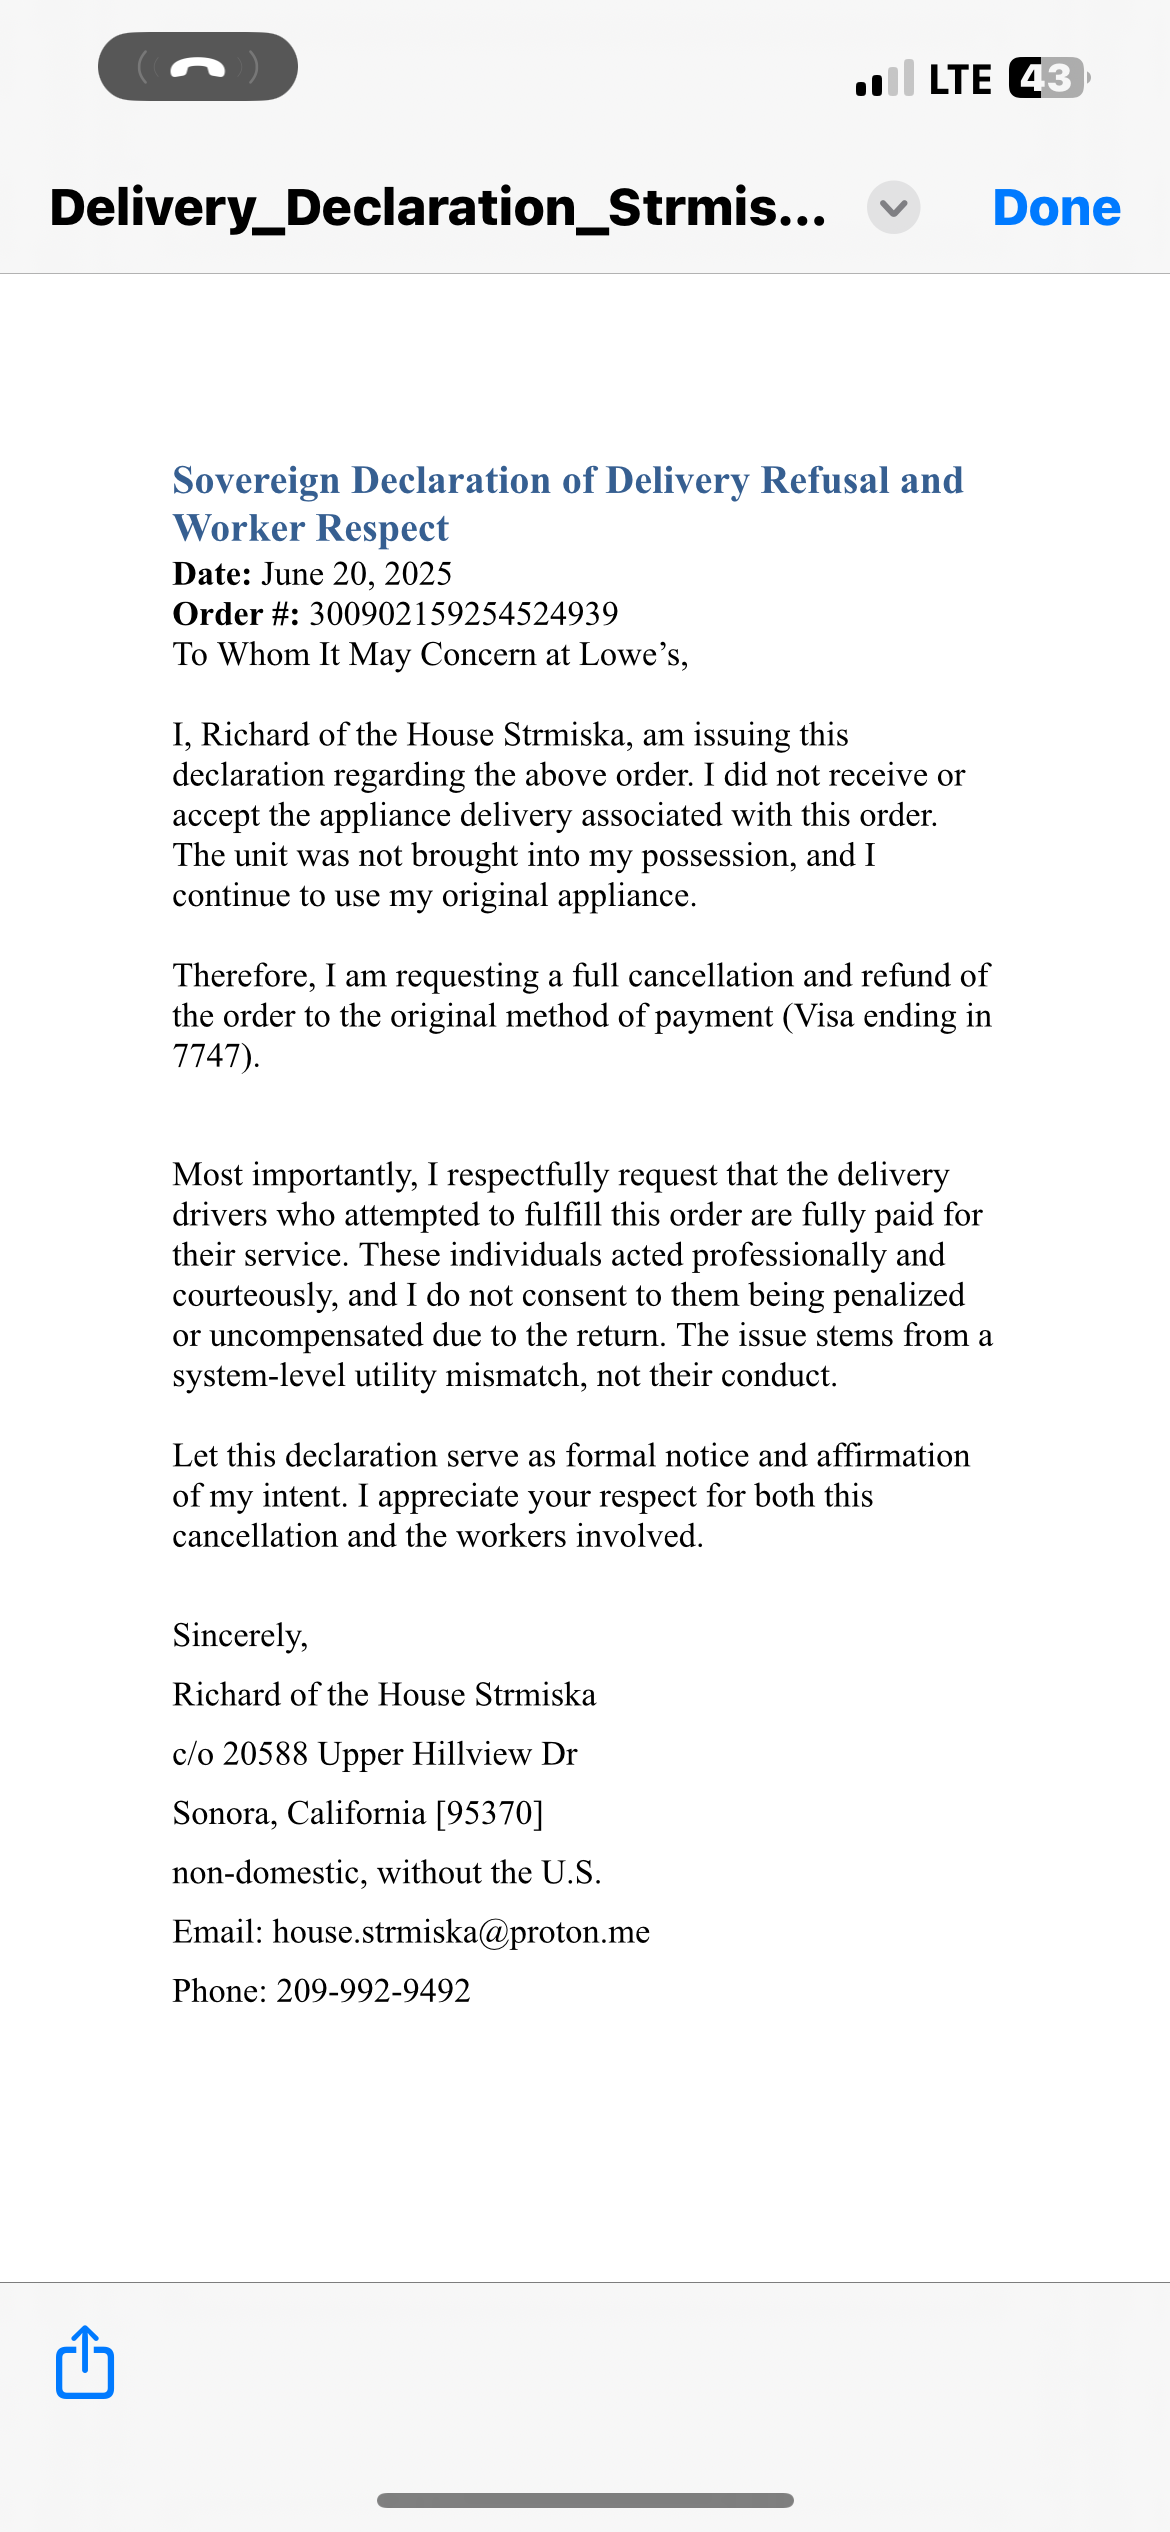 LTE 43
Delivery_Declaration_Strmis...
Done
Sovereign Declaration of Delivery Refusal and
Worker Respect
Date: June 20, 2025
Order #: 300902159254524939
To Whom It May Concern at Lowe’s,
I, Richard of the House Strmiska, am issuing this
declaration regarding the above order. I did not receive or
accept the appliance delivery associated with this order.
The unit was not brought into my possession, and I
continue to use my original appliance.
Therefore, I am requesting a full cancellation and refund of
the order to the original method of payment (Visa ending in
7747).
Most importantly, I respectfully request that the delivery
drivers who attempted to fulfill this order are fully paid for
their service. These individuals acted professionally and
courteously, and I do not consent to them being penalized
or uncompensated due to the return. The issue stems from a
system-level utility mismatch, not their conduct.
Let this declaration serve as formal notice and affirmation
of my intent. I appreciate your respect for both this
cancellation and the workers involved.
Sincerely,
Richard of the House Strmiska
c/o 20588 Upper Hillview Dr
Sonora, California [95370]
non-domestic, without the U.S.
Email: house.strmiska@proton.me
Phone: 209-992-9492